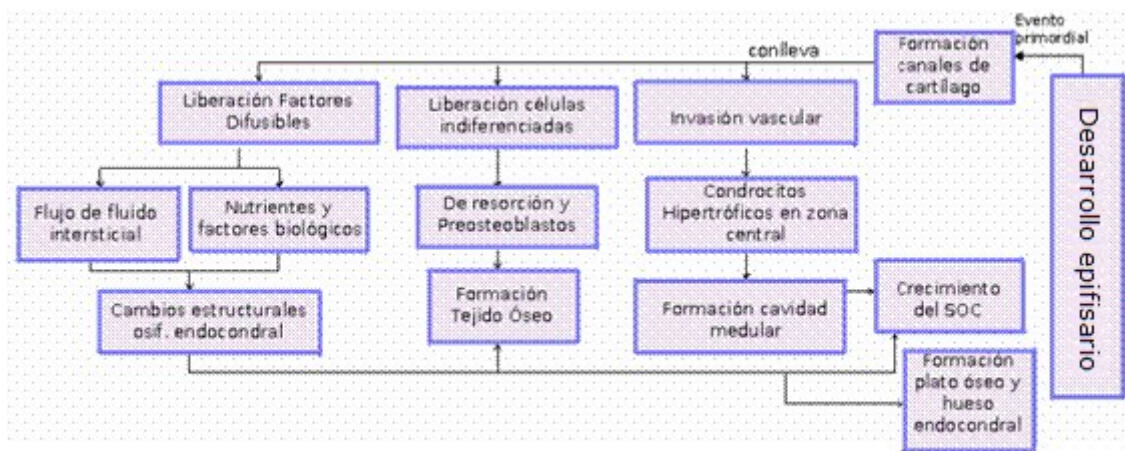 Evento
primordial
conlleva
Formación
canales de
cartílago
Desarrollo epifisario
Liberación Factores
Difusibles
Liberación células
indiferenciadas
Invasión vascular
Flujo de fluido
intersticial
Nutrientes y
factores biológicos
De resorción y
Preosteoblastos
Condrocitos
Hipertróficos en zona
central
Cambios estructurales
osif. endocondral
Formación
Tejido Óseo
Formación cavidad
medular
Crecimiento
del SOC
Formación
plato óseo y
hueso
endocondral